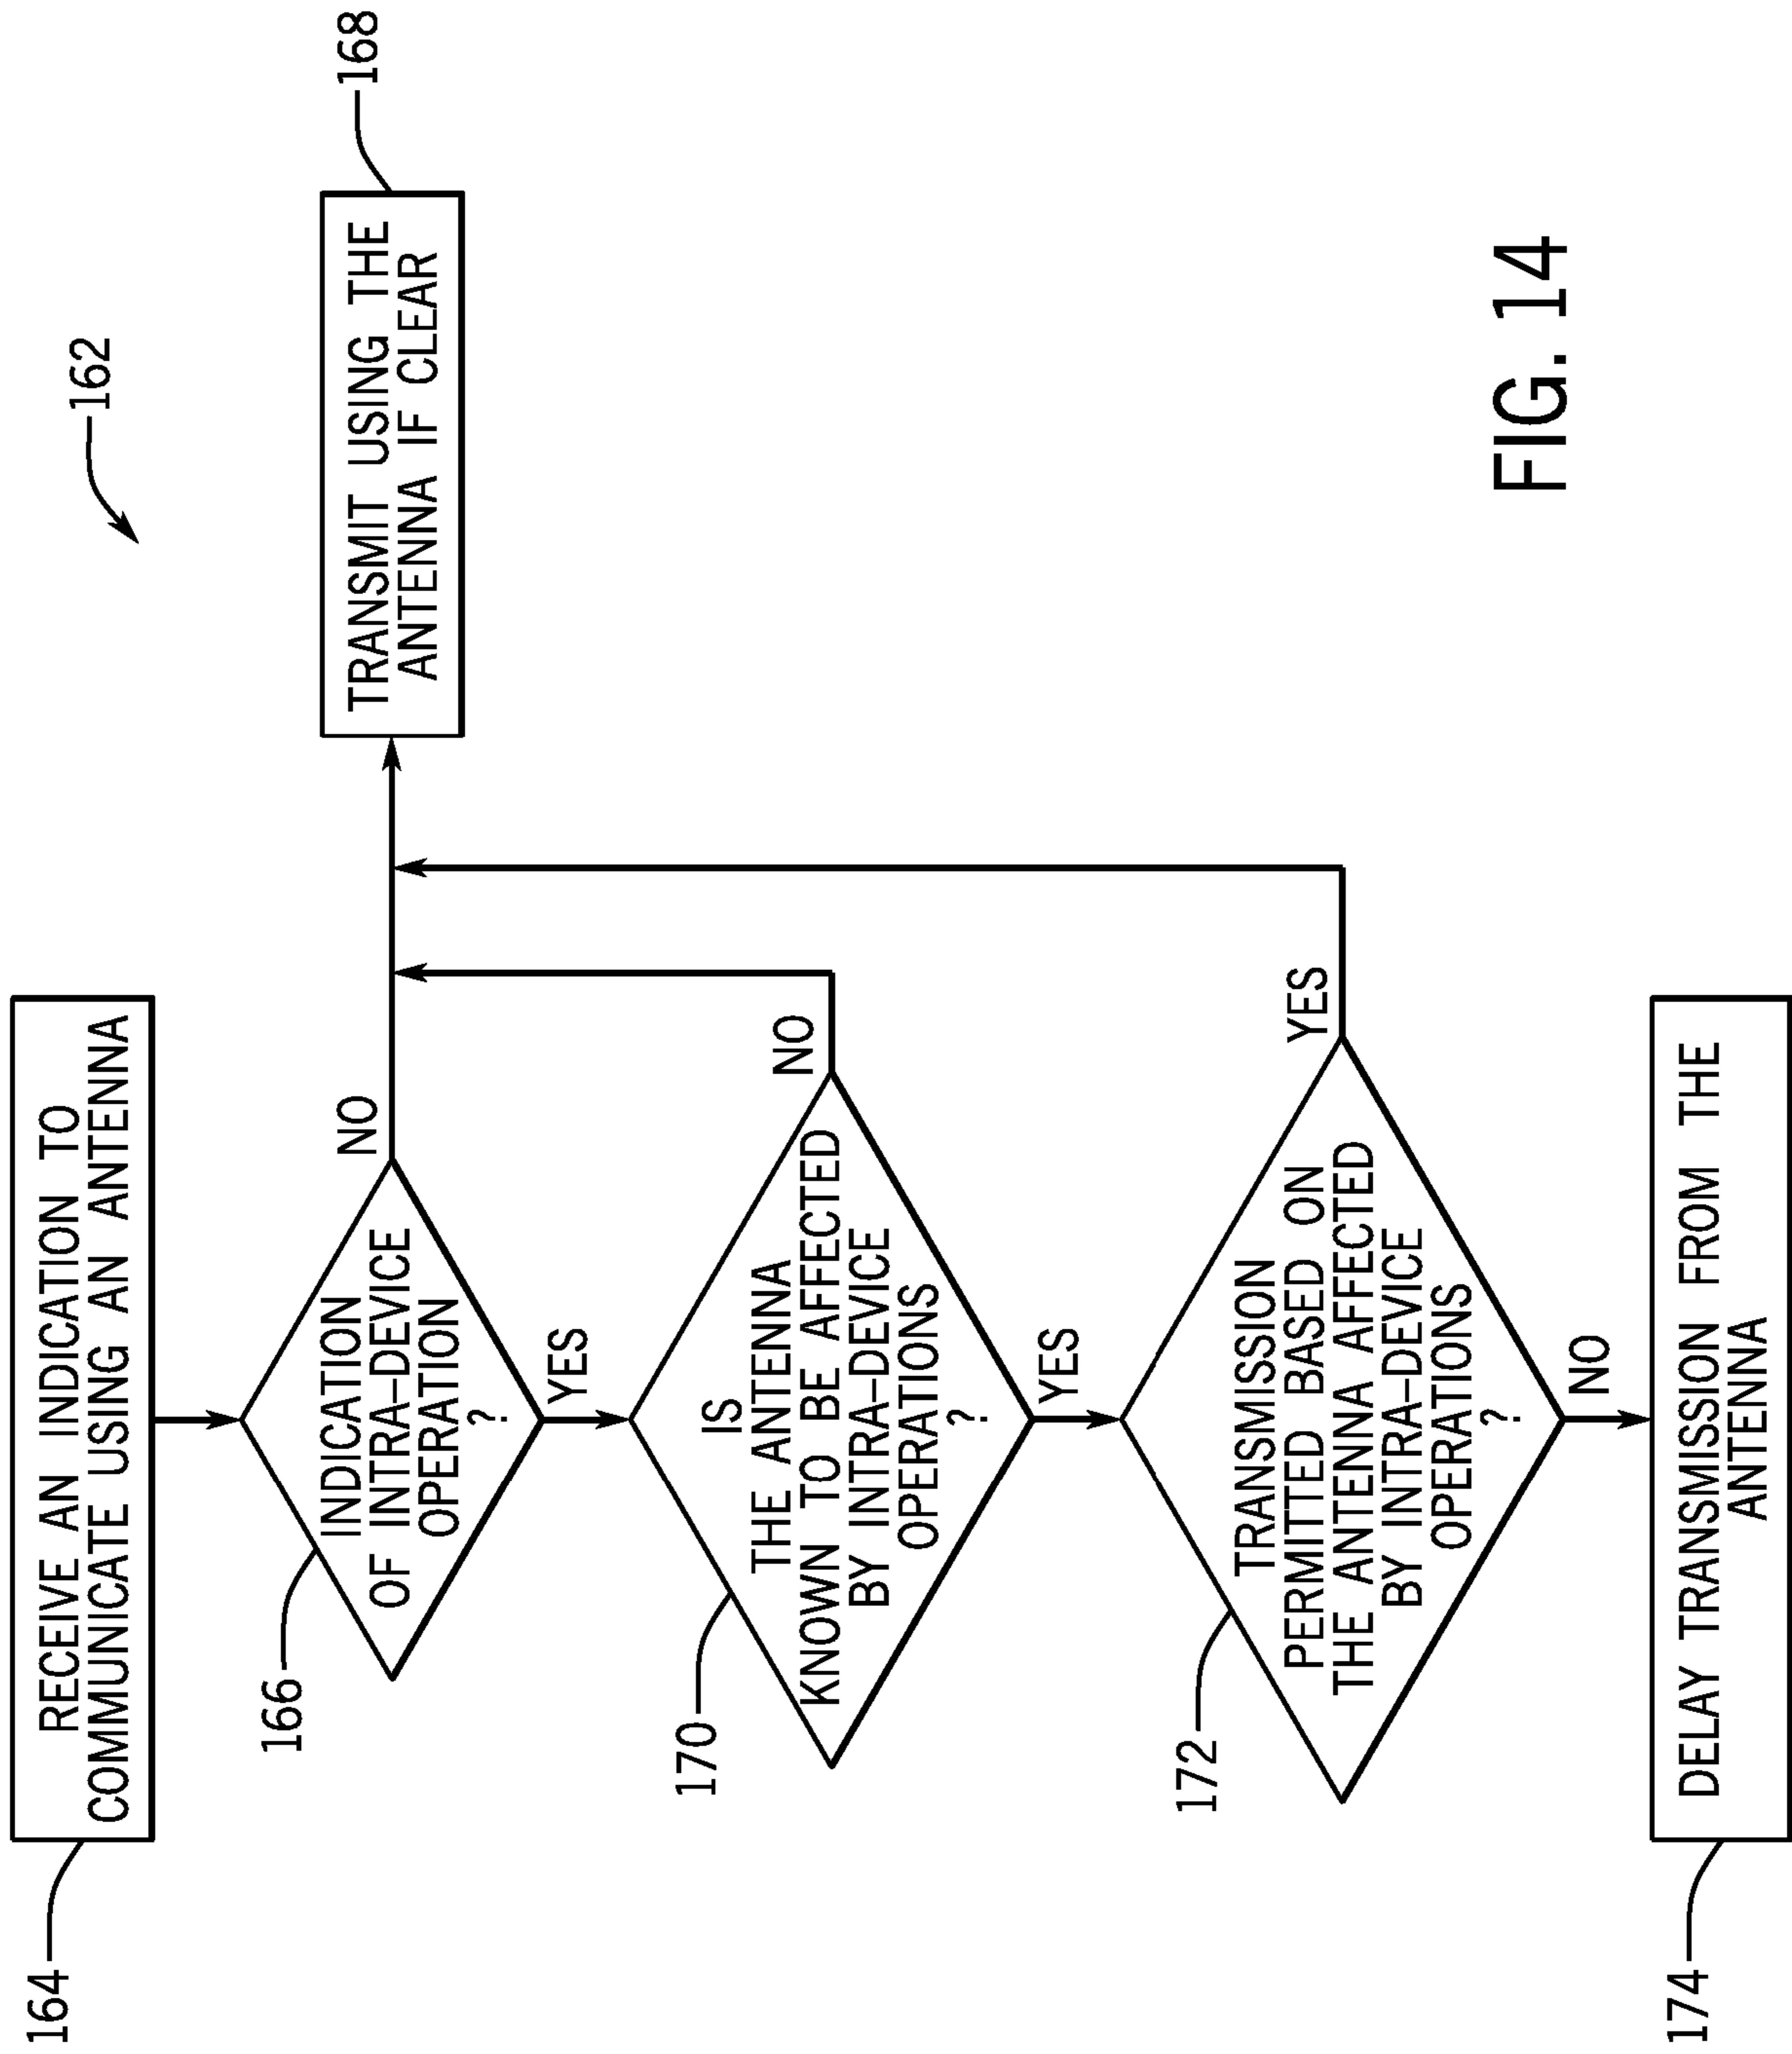 162
164
RECEIVE AN INDICATION TO
COMMUNICATE USING AN ANTENNA
166
INDICATION
OF INTRA-DEVICE
OPERATION
?
NO
YES
168
TRANSMIT USING THE
ANTENNA IF CLEAR
170
IS
THE ANTENNA
KNOWN TO BE AFFECTED
BY INTRA-DEVICE
OPERATIONS
?
NO
YES
172
TRANSMISSION
PERMITTED BASED ON
THE ANTENNA AFFECTED
BY INTRA-DEVICE
OPERATIONS
?
YES
NO
174
DELAY TRANSMISSION FROM THE
ANTENNA
FIG. 14